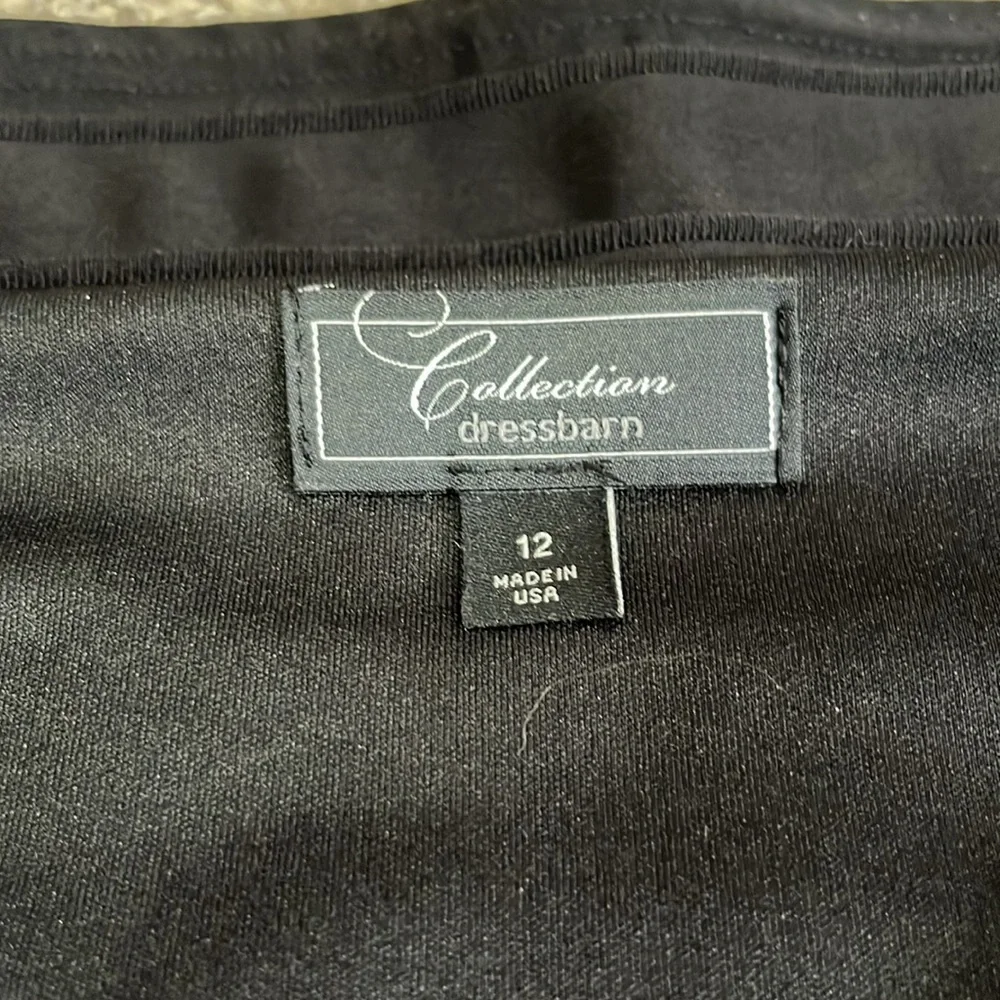 Collection
dressbarn
12
MADE IN
USA